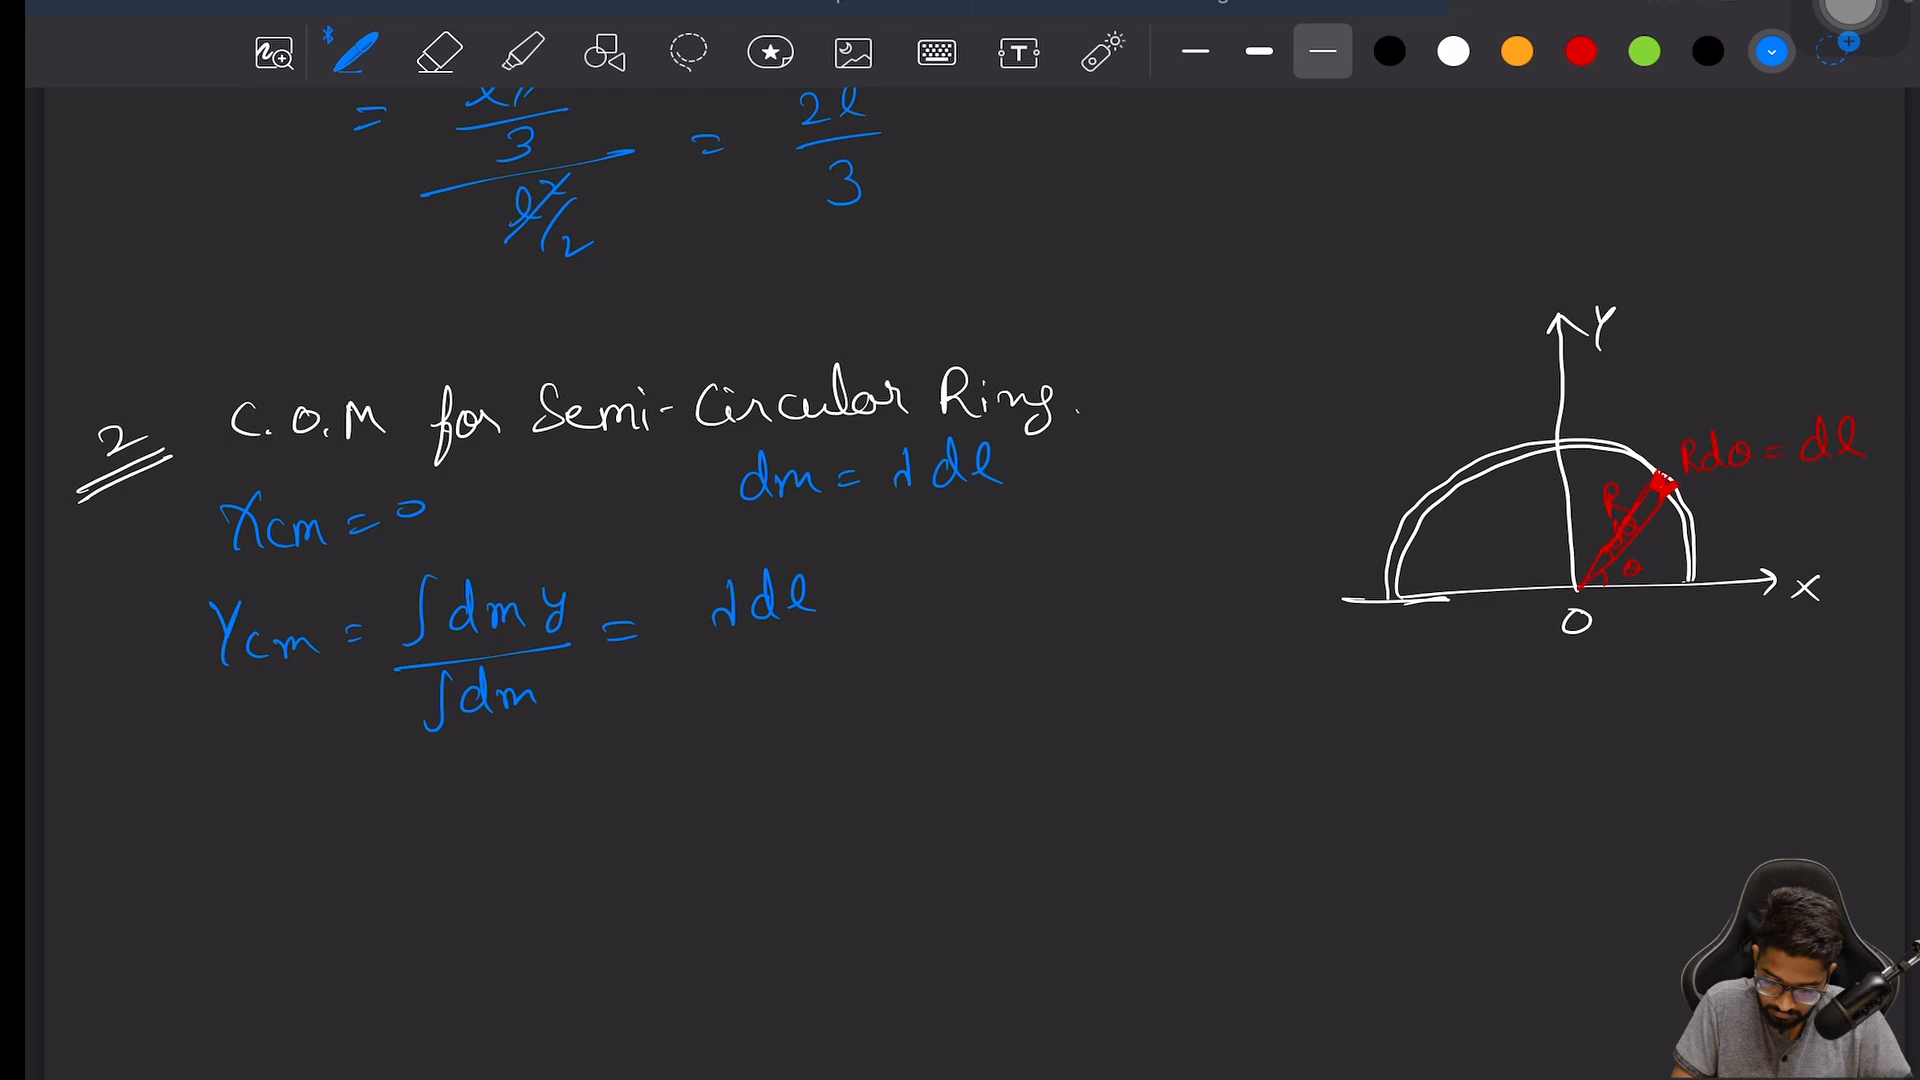 = / 3 / l²/2 = 2l/3
2 C.O.M for Semi-Circular Ring.
dm = λ dl
Xcm = 0
Ycm = ∫dm y / ∫dm = λ dl
Y
Rdθ = dl
R
dθ
θ
X
O